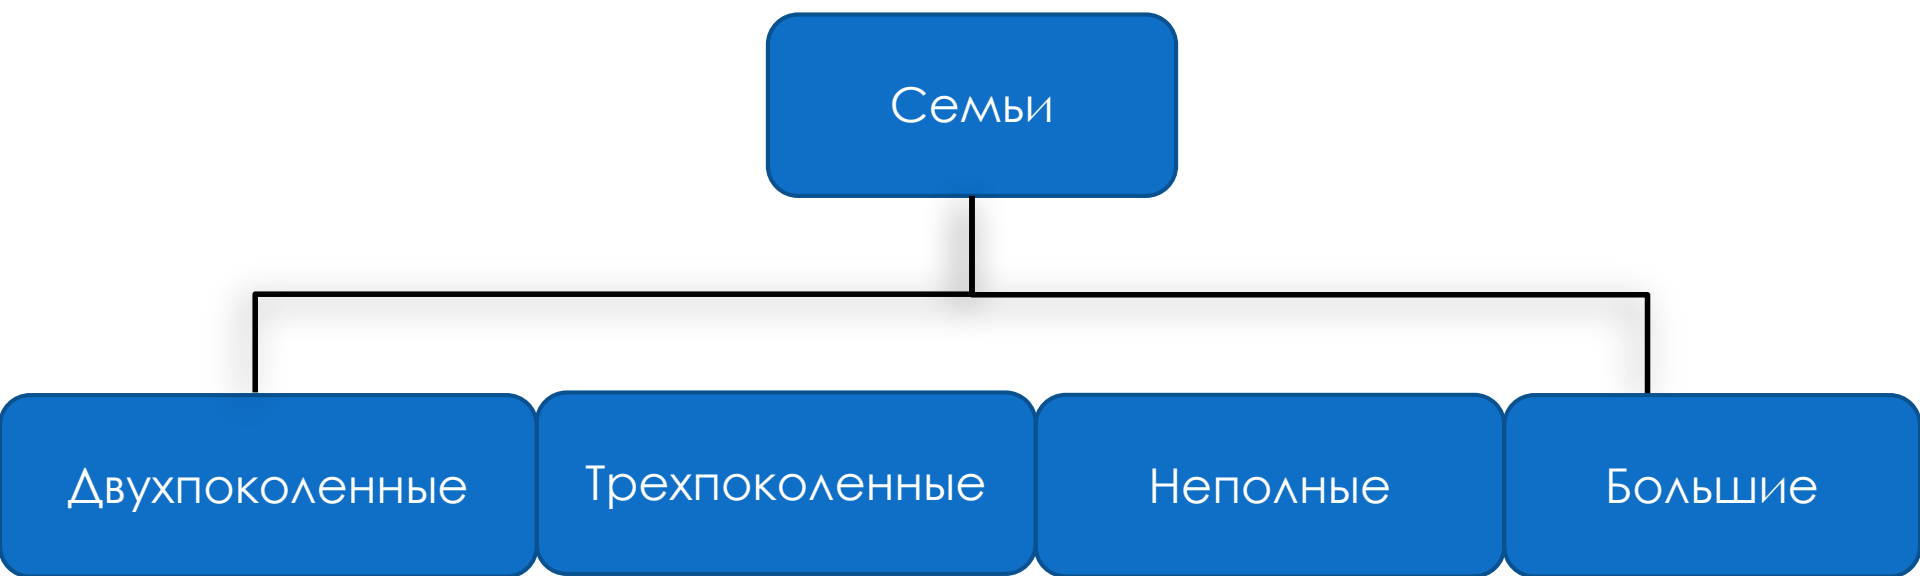 Семьи
Двухпоколенные
Трехпоколенные
Неполные
Большие